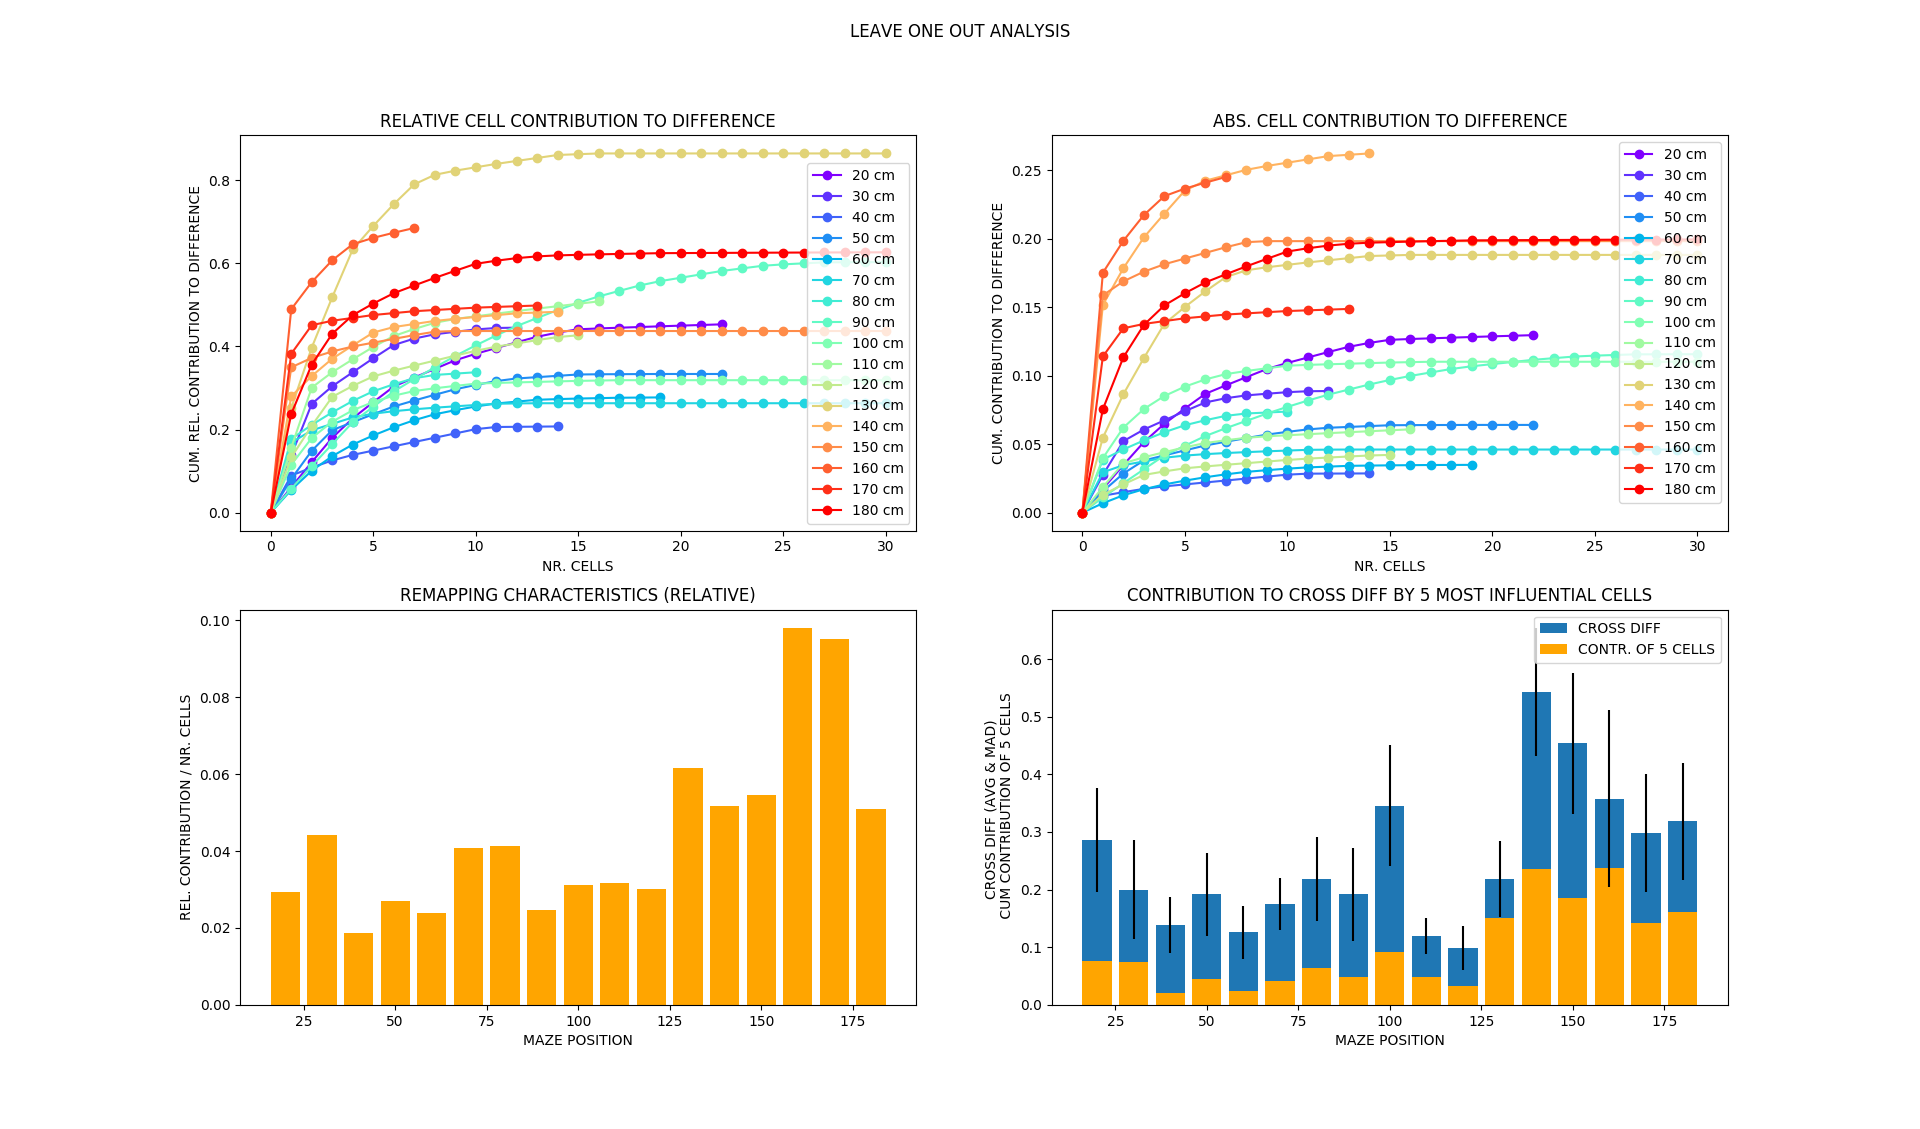 LEAVE ONE OUT ANALYSIS
RELATIVE CELL CONTRIBUTION TO DIFFERENCE
CUM. REL. CONTRIBUTION TO DIFFERENCE
0.8
0.6
0.4
0.2
0.0
0 5 10 15 20 25 30
NR. CELLS
20 cm
30 cm
40 cm
50 cm
60 cm
70 cm
80 cm
90 cm
100 cm
110 cm
120 cm
130 cm
140 cm
150 cm
160 cm
170 cm
180 cm
ABS. CELL CONTRIBUTION TO DIFFERENCE
CUM. CONTRIBUTION TO DIFFERENCE
0.25
0.20
0.15
0.10
0.05
0.00
0 5 10 15 20 25 30
NR. CELLS
20 cm
30 cm
40 cm
50 cm
60 cm
70 cm
80 cm
90 cm
100 cm
110 cm
120 cm
130 cm
140 cm
150 cm
160 cm
170 cm
180 cm
REMAPPING CHARACTERISTICS (RELATIVE)
REL. CONTRIBUTION / NR. CELLS
0.10
0.08
0.06
0.04
0.02
0.00
25 50 75 100 125 150 175
MAZE POSITION
CONTRIBUTION TO CROSS DIFF BY 5 MOST INFLUENTIAL CELLS
CROSS DIFF (AVG & MAD)
CUM CONTRIBUTION OF 5 CELLS
0.6
0.5
0.4
0.3
0.2
0.1
0.0
25 50 75 100 125 150 175
MAZE POSITION
CROSS DIFF
CONTR. OF 5 CELLS